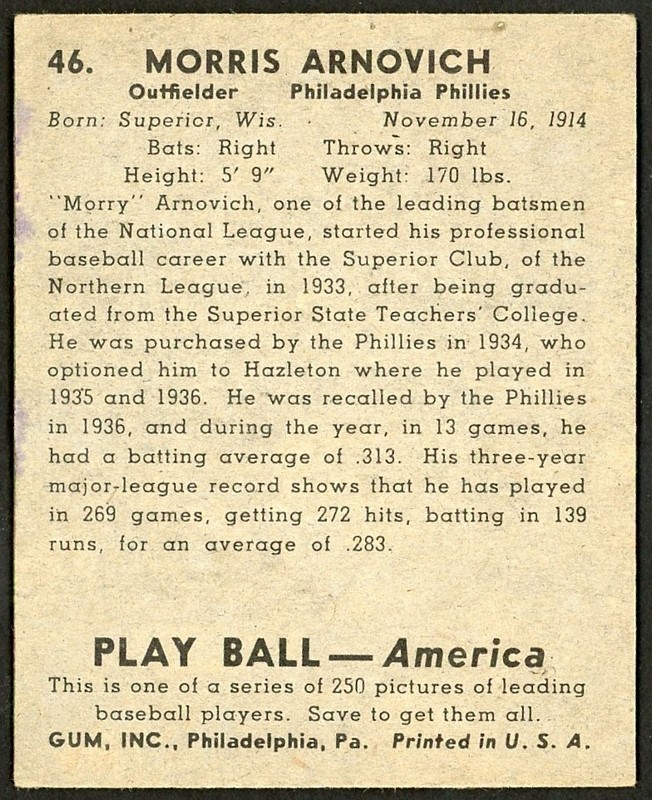 46. MORRIS ARNOVICH
Outfielder Philadelphia Phillies
Born: Superior, Wis. November 16, 1914
Bats: Right Throws: Right
Height: 5′ 9″ Weight: 170 lbs.
"Morry" Arnovich, one of the leading batsmen
of the National League, started his professional
baseball career with the Superior Club, of the
Northern League, in 1933, after being gradu-
ated from the Superior State Teachers' College.
He was purchased by the Phillies in 1934, who
optioned him to Hazleton where he played in
1935 and 1936. He was recalled by the Phillies
in 1936, and during the year, in 13 games, he
had a batting average of .313. His three-year
major-league record shows that he has played
in 269 games, getting 272 hits, batting in 139
runs, for an average of .283.
PLAY BALL — America
This is one of a series of 250 pictures of leading
baseball players. Save to get them all.
GUM, INC., Philadelphia, Pa. Printed in U. S. A.